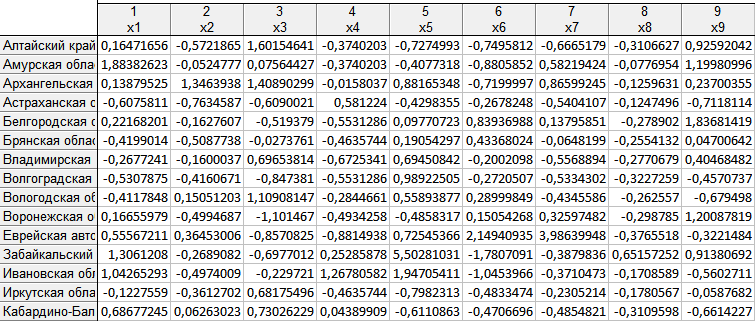 1 2 3 4 5 6 7 8 9
x1 x2 x3 x4 x5 x6 x7 x8 x9
Алтайский край 0,16471656 -0,5721865 1,60154641 -0,3740203 -0,7274993 -0,7495812 -0,6665179 -0,3106627 0,92592042
Амурская обла 1,88382623 -0,0524777 0,07564427 -0,3740203 -0,4077318 -0,8805852 0,58219424 -0,0776954 1,19980996
Архангельская 0,13879525 1,3463938 1,40890299 -0,0158037 0,88165348 -0,7199997 0,86599245 -0,1259631 0,23700355
Астраханская о -0,6075811 -0,7634587 -0,6090021 0,581224 -0,4298355 -0,2678248 -0,5404107 -0,1247496 -0,7118114
Белгородская о 0,22168201 -0,1627607 -0,519379 -0,5531286 0,09770723 0,83936988 0,13795851 -0,278902 1,83681419
Брянская облас -0,4199014 -0,5087738 -0,0273761 -0,4635744 0,19054297 0,43368024 -0,0648199 -0,2554132 0,04700642
Владимирская -0,2677241 -0,1600037 0,69653814 -0,6725341 0,69450842 -0,2002098 -0,5568894 -0,2770679 0,40468482
Волгоградская -0,5307875 -0,4160671 -0,847381 -0,5531286 0,98922505 -0,2720507 -0,5334302 -0,3227259 -0,4570737
Вологодская об -0,4117848 0,15051203 1,10908147 -0,2844661 0,55893877 0,28999849 -0,4345586 -0,262557 -0,679498
Воронежская об 0,16655979 -0,4994687 -1,101467 -0,4934258 -0,4858317 0,15054268 0,32597482 -0,298785 1,20087819
Еврейская авто 0,55567211 0,36453006 -0,8570825 -0,8814938 0,72545366 2,14940935 3,98639948 -0,3765518 -0,3221484
Забайкальский 1,3061208 -0,2689082 -0,6977012 0,25285878 5,50281031 -1,7807091 -0,3879836 0,65157252 0,91380692
Ивановская обл 1,04265293 -0,4974009 -0,229721 1,26780582 1,94705411 -1,0453966 -0,3710473 -0,1708589 -0,5602711
Иркутская обла -0,1227559 -0,3612702 0,68175496 -0,4635744 -0,7982313 -0,4833474 -0,2305214 -0,1780567 -0,0587682
Кабардино-Бал 0,68677245 0,06263023 0,73026229 0,04389909 -0,6110863 -0,4706696 -0,4854821 -0,3109598 -0,6614227